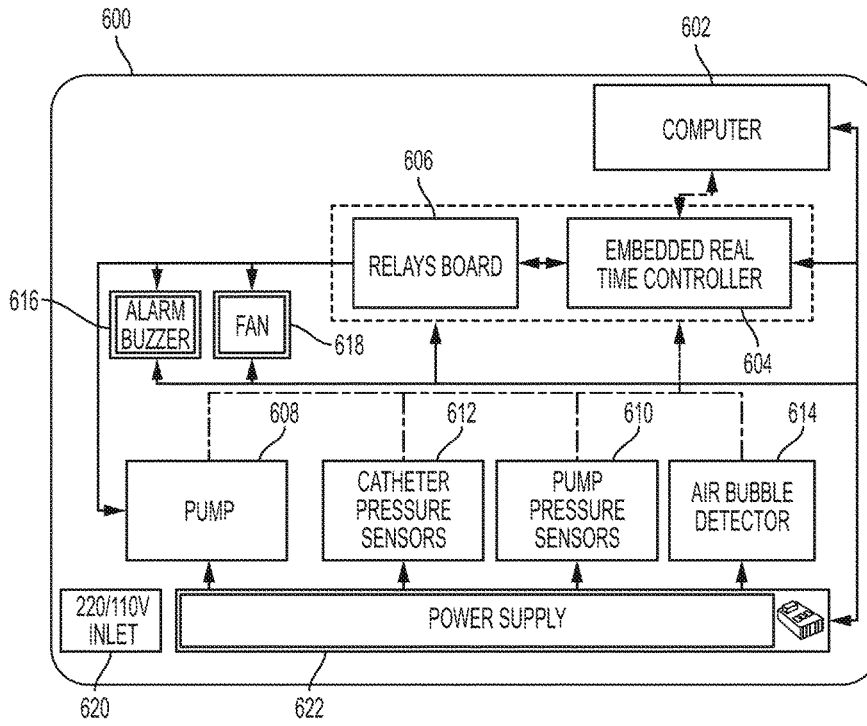 600
602
COMPUTER
606
RELAYS BOARD
EMBEDDED REAL
TIME CONTROLLER
616
ALARM
BUZZER
FAN
618
604
608
612
610
614
PUMP
CATHETER
PRESSURE
SENSORS
PUMP
PRESSURE
SENSORS
AIR BUBBLE
DETECTOR
220/110V
INLET
POWER SUPPLY
620
622